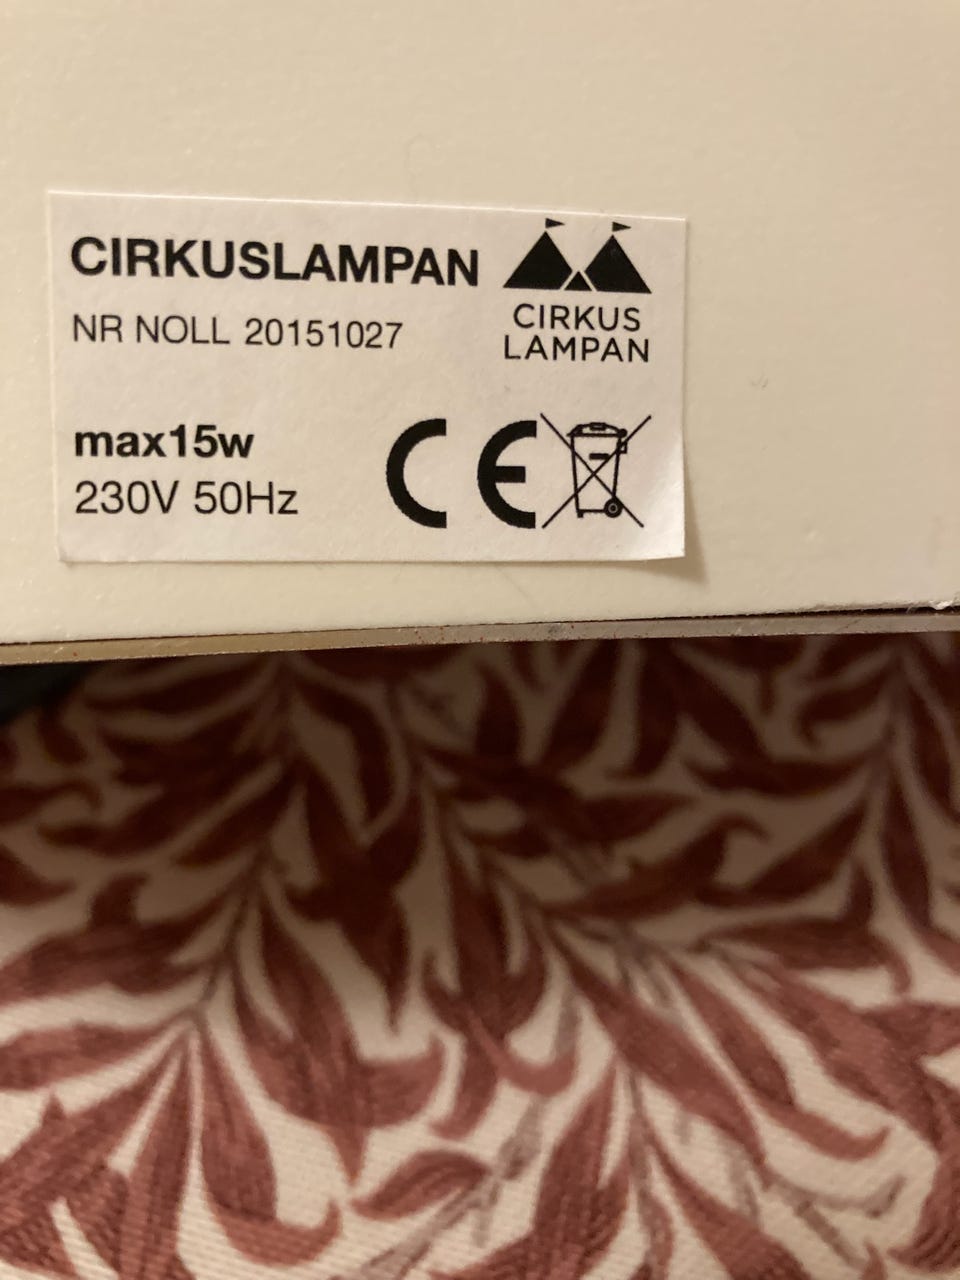 CIRKUSLAMPAN
NR NOLL 20151027
CIRKUS
LAMPAN
max15w
230V 50Hz
CE